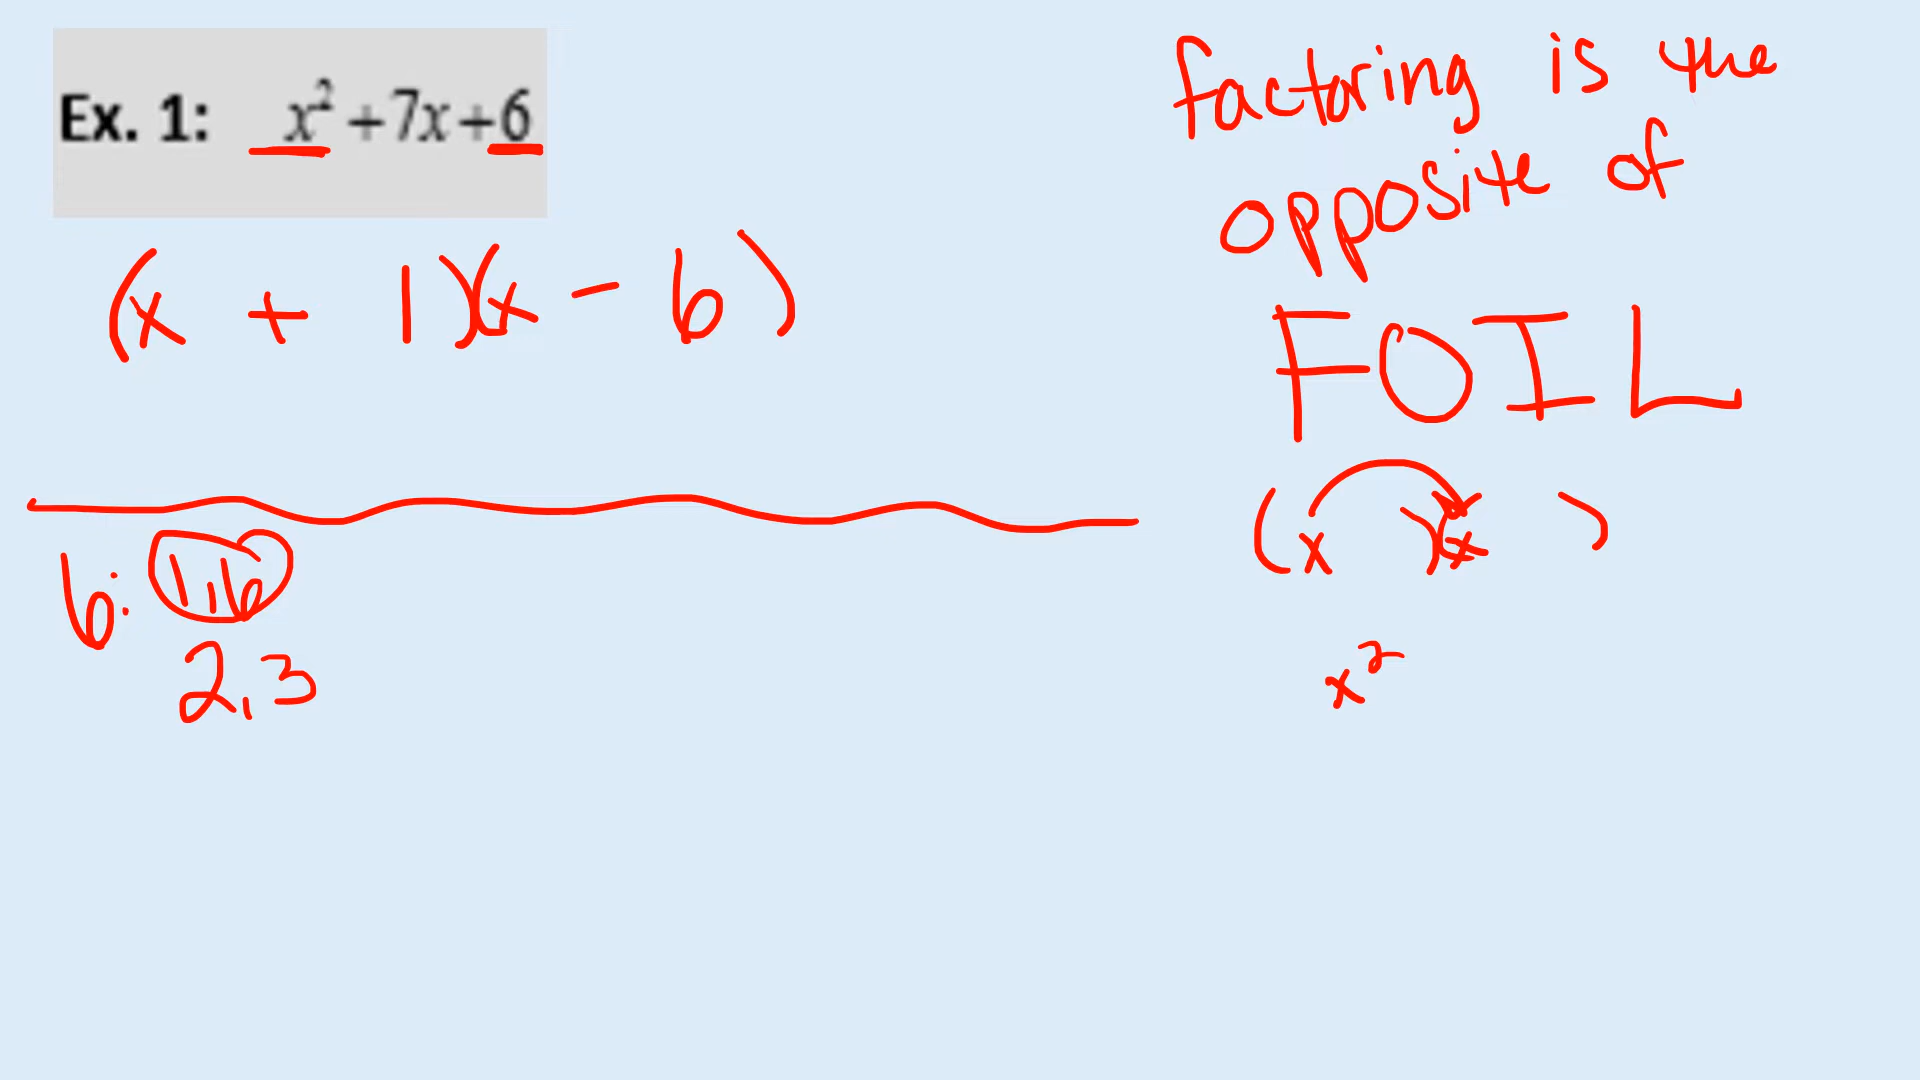 Ex. 1: x² + 7x + 6
(x + 1)(x - 6)
6: 1,6
2,3
factoring is the
opposite of
FOIL
(x )(x )
x²